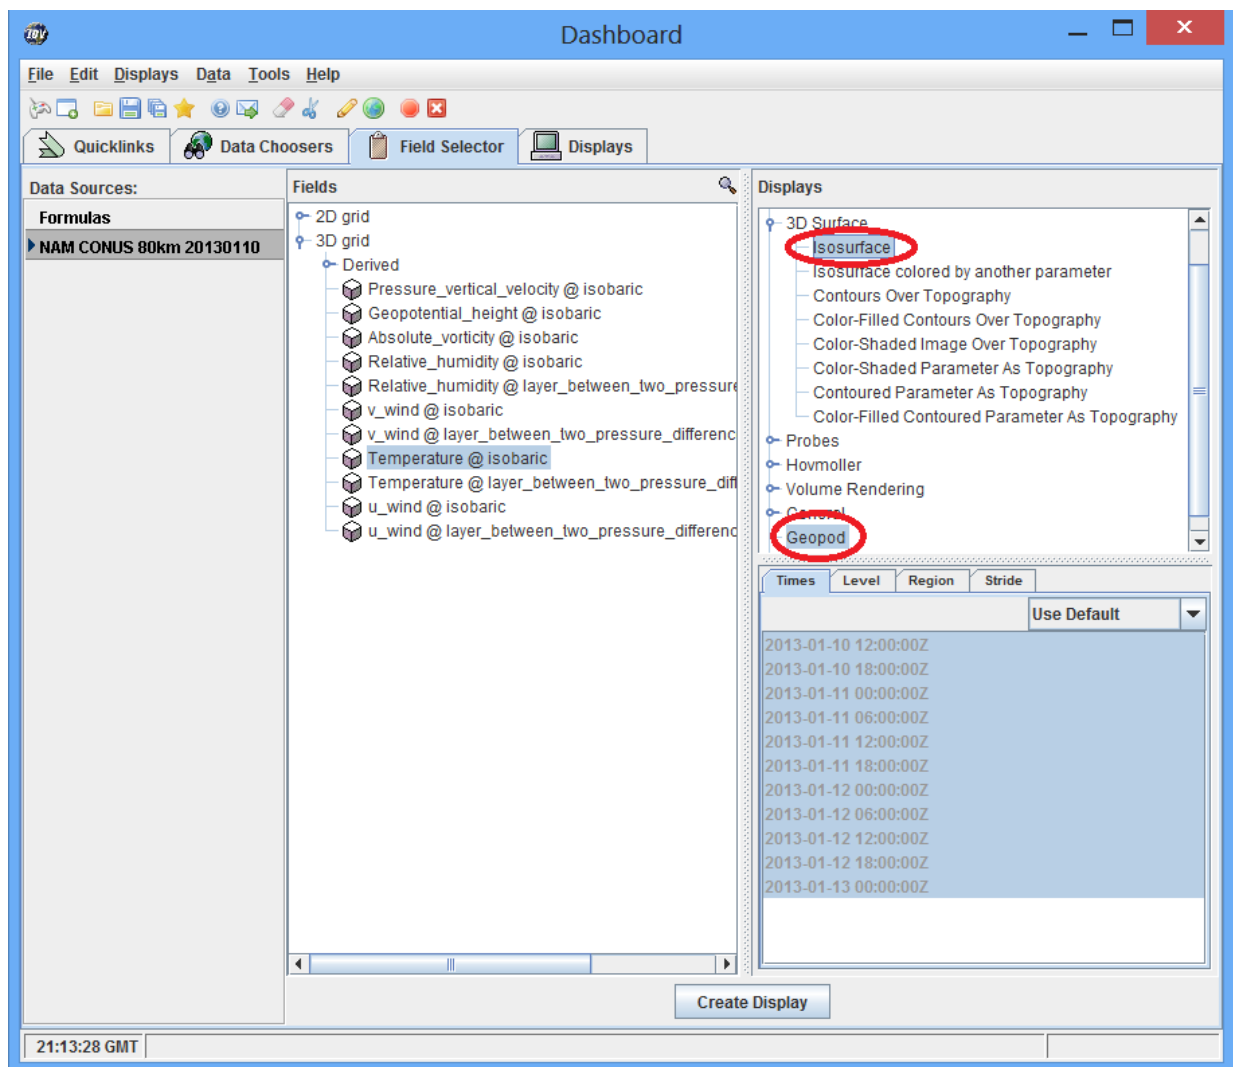 IDV
Dashboard
File Edit Displays Data Tools Help
Quicklinks
Data Choosers
Field Selector
Displays
Data Sources:
Formulas
NAM CONUS 80km 20130110
Fields
2D grid
3D grid
Derived
Pressure_vertical_velocity @ isobaric
Geopotential_height @ isobaric
Absolute_vorticity @ isobaric
Relative_humidity @ isobaric
Relative_humidity @ layer_between_two_pressure
v_wind @ isobaric
v_wind @ layer_between_two_pressure_differenc
Temperature @ isobaric
Temperature @ layer_between_two_pressure_diff
u_wind @ isobaric
u_wind @ layer_between_two_pressure_differenc
Displays
3D Surface
Isosurface
Isosurface colored by another parameter
Contours Over Topography
Color-Filled Contours Over Topography
Color-Shaded Image Over Topography
Color-Shaded Parameter As Topography
Contoured Parameter As Topography
Color-Filled Contoured Parameter As Topography
Probes
Hovmoller
Volume Rendering
General
Geopod
Times Level Region Stride
Use Default
2013-01-10 12:00:00Z
2013-01-10 18:00:00Z
2013-01-11 00:00:00Z
2013-01-11 06:00:00Z
2013-01-11 12:00:00Z
2013-01-11 18:00:00Z
2013-01-12 00:00:00Z
2013-01-12 06:00:00Z
2013-01-12 12:00:00Z
2013-01-12 18:00:00Z
2013-01-13 00:00:00Z
Create Display
21:13:28 GMT